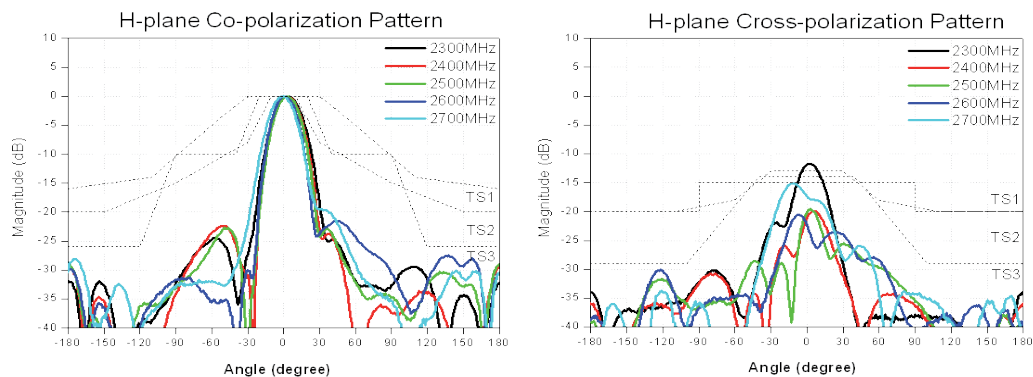 H-plane Co-polarization Pattern
10
5
0
-5
-10
-15
-20
-25
-30
-35
-40
Magnitude (dB)
2300MHz
2400MHz
2500MHz
2600MHz
2700MHz
TS1
TS2
TS3
-180 -150 -120 -90 -60 -30 0 30 60 90 120 150 180
Angle (degree)
H-plane Cross-polarization Pattern
10
5
0
-5
-10
-15
-20
-25
-30
-35
-40
Magnitude (dB)
2300MHz
2400MHz
2500MHz
2600MHz
2700MHz
TS1
TS2
TS3
-180 -150 -120 -90 -60 -30 0 30 60 90 120 150 180
Angle (degree)